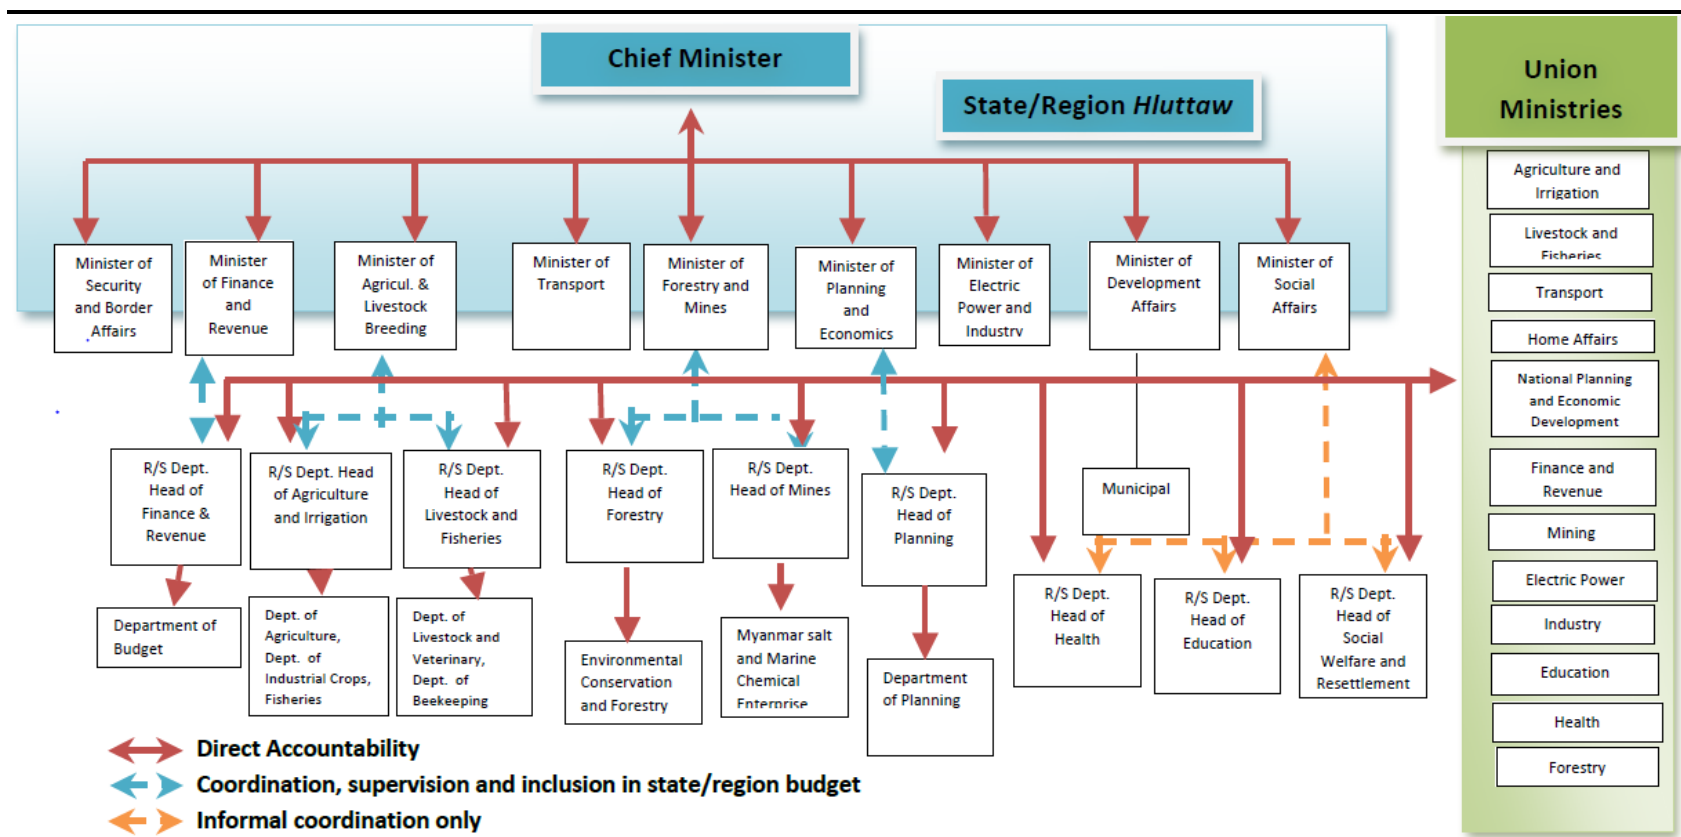 Chief Minister
State/Region Hluttaw
Union
Ministries
Minister of
Security
and Border
Affairs
Minister
of Finance
and
Revenue
Minister of
Agricul. &
Livestock
Breeding
Minister of
Transport
Minister of
Forestry and
Mines
Minister of
Planning
and
Economics
Minister of
Electric
Power and
Industry
Minister of
Development
Affairs
Minister of
Social
Affairs
R/S Dept.
Head of
Finance &
Revenue
R/S Dept. Head
of Agriculture
and Irrigation
R/S Dept.
Head of
Livestock and
Fisheries
R/S Dept.
Head of
Forestry
R/S Dept.
Head of Mines
R/S Dept.
Head of
Planning
Municipal
R/S Dept.
Head of
Health
R/S Dept.
Head of
Education
R/S Dept.
Head of
Social
Welfare and
Resettlement
Department of
Budget
Dept. of
Agriculture,
Dept. of
Industrial Crops,
Fisheries
Dept. of
Livestock and
Veterinary,
Dept. of
Beekeeping
Environmental
Conservation
and Forestry
Myanmar salt
and Marine
Chemical
Enterprise
Department
of Planning
Agriculture and
Irrigation
Livestock and
Fisheries
Transport
Home Affairs
National Planning
and Economic
Development
Finance and
Revenue
Mining
Electric Power
Industry
Education
Health
Forestry
Direct Accountability
Coordination, supervision and inclusion in state/region budget
Informal coordination only